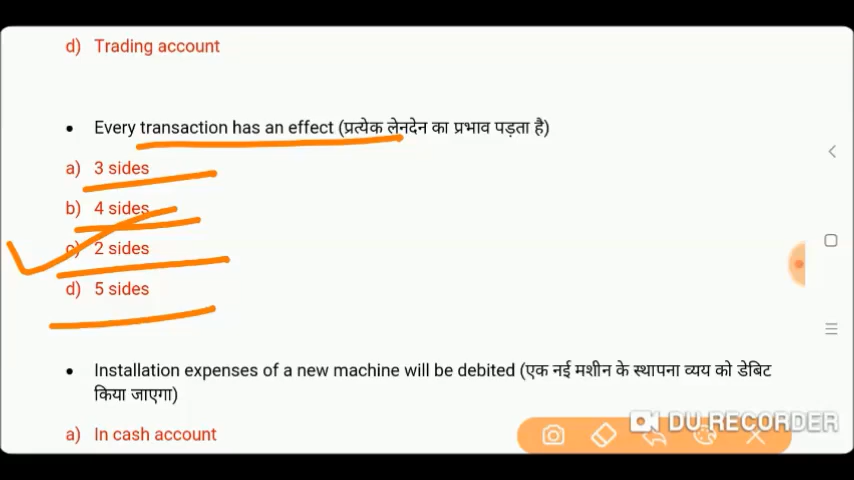 d) Trading account
• Every transaction has an effect (प्रत्येक लेनदेन का प्रभाव पड़ता है)
a) 3 sides
b) 4 sides
c) 2 sides
d) 5 sides
• Installation expenses of a new machine will be debited (एक नई मशीन के स्थापना व्यय को डेबिट
किया जाएगा)
a) In cash account
DU RECORDER